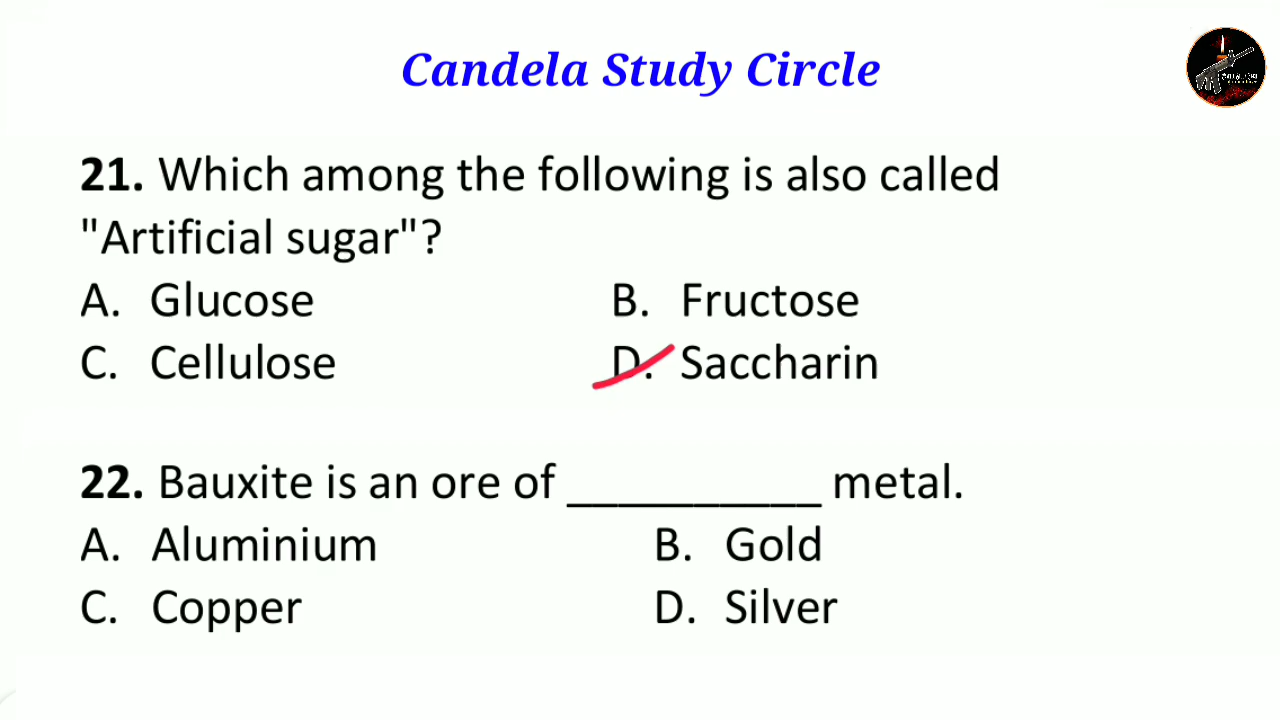 Candela Study Circle
21. Which among the following is also called
"Artificial sugar"?
A. Glucose B. Fructose
C. Cellulose D. Saccharin
22. Bauxite is an ore of __________ metal.
A. Aluminium B. Gold
C. Copper D. Silver